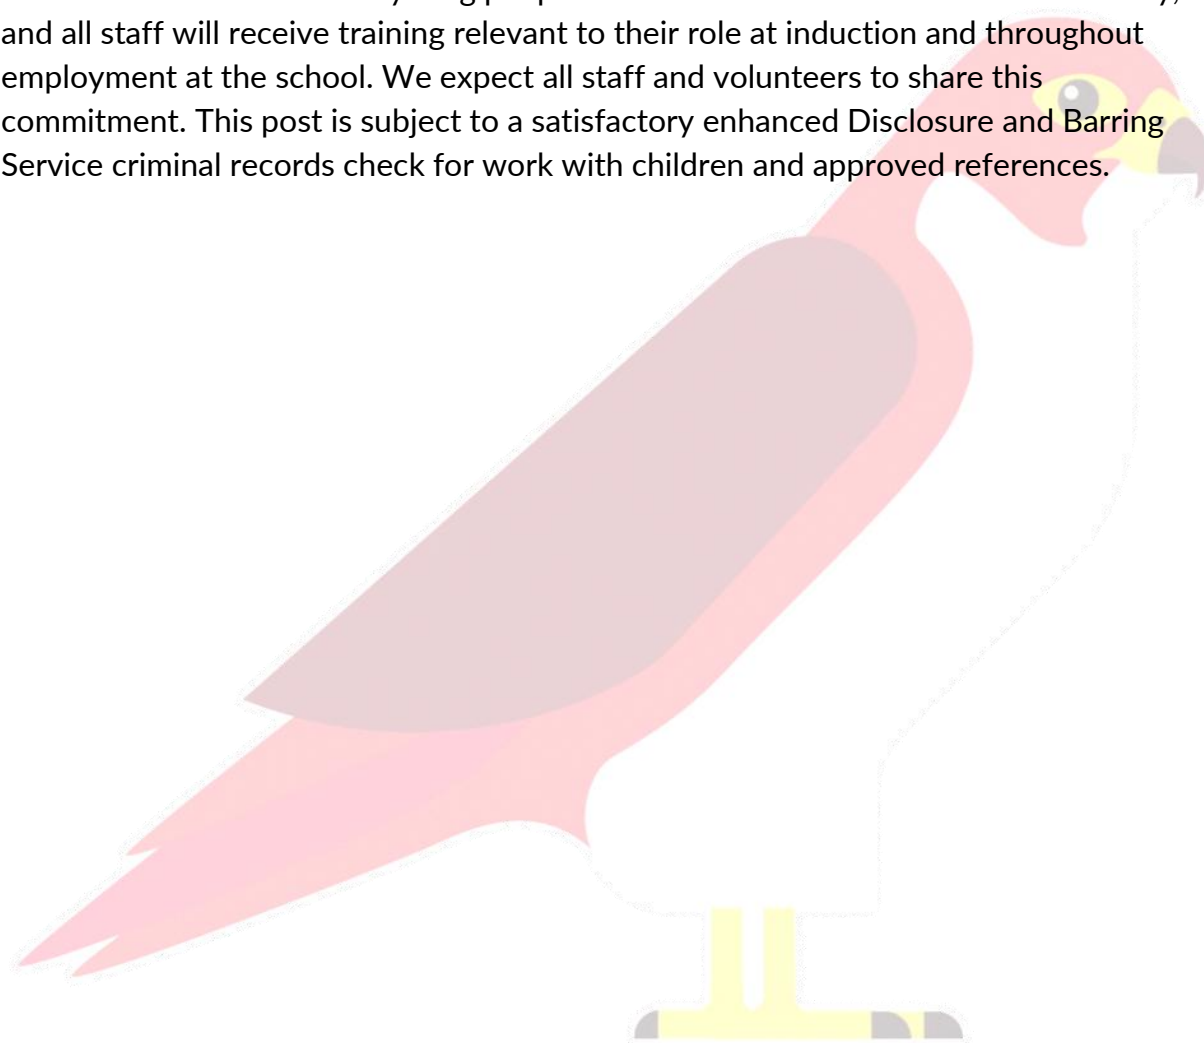 and all staff will receive training relevant to their role at induction and throughout
employment at the school. We expect all staff and volunteers to share this
commitment. This post is subject to a satisfactory enhanced Disclosure and Barring
Service criminal records check for work with children and approved references.